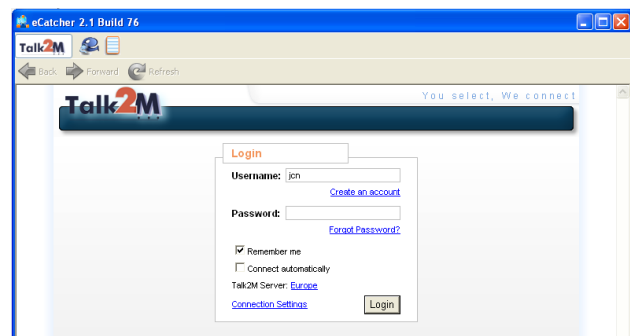 eCatcher 2.1 Build 76
Talk2M
Back Forward Refresh
You select, We connect
Talk2M
Login
Username: jcn
Create an account
Password:
Forgot Password?
Remember me
Connect automatically
Talk2M Server: Europe
Connection Settings Login